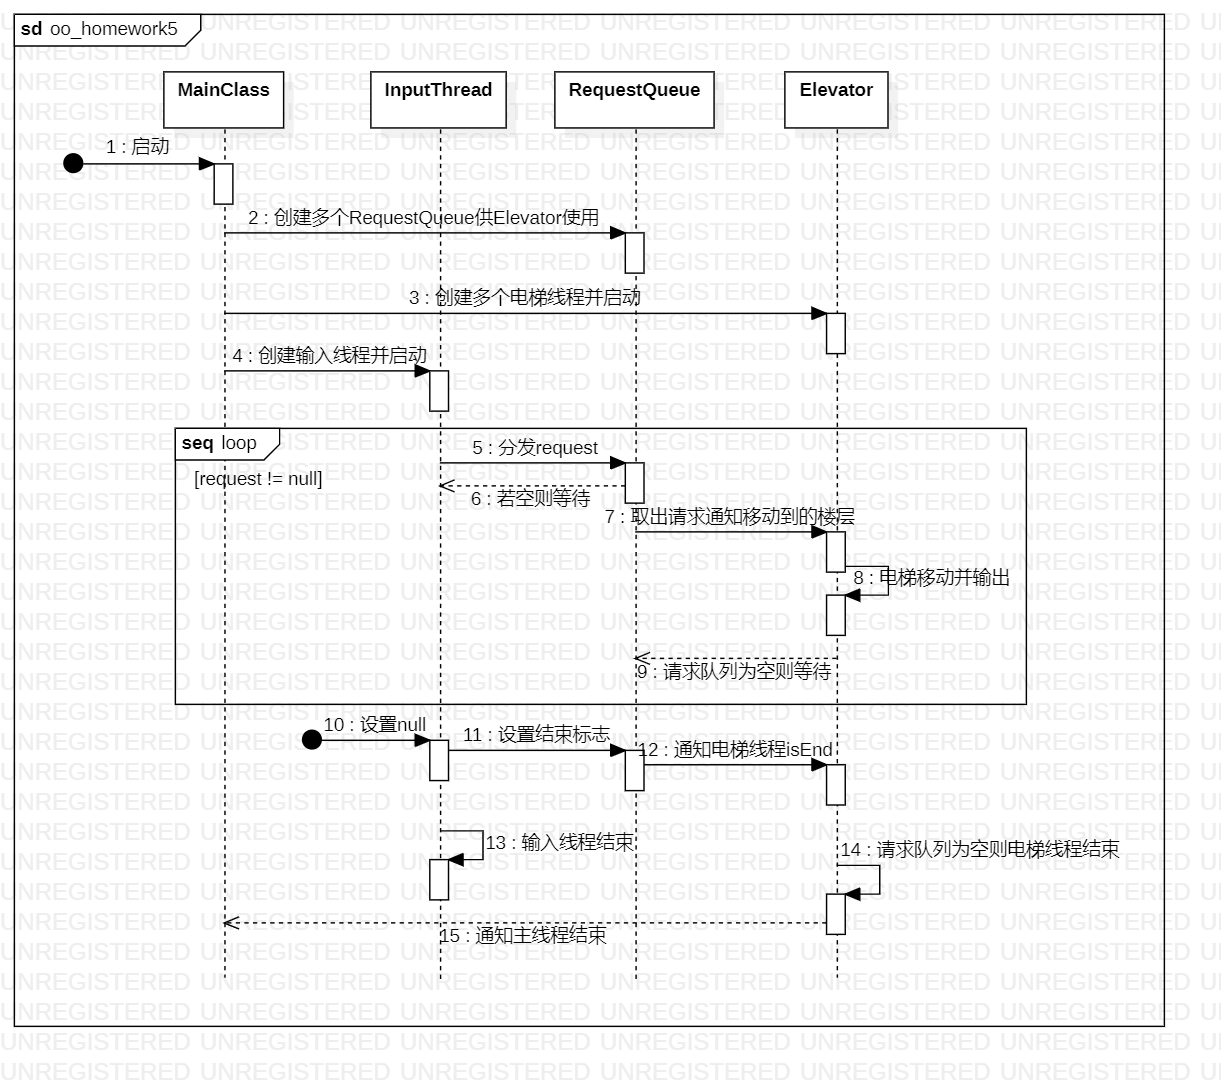 sd oo_homework5
MainClass
InputThread
RequestQueue
Elevator
1 : 启动
2 : 创建多个RequestQueue供Elevator使用
3 : 创建多个电梯线程并启动
4 : 创建输入线程并启动
seq loop
[request != null]
5 : 分发request
6 : 若空则等待
7 : 取出请求通知移动到的楼层
8 : 电梯移动并输出
9 : 请求队列为空则等待
10 : 设置null
11 : 设置结束标志
12 : 通知电梯线程isEnd
13 : 输入线程结束
14 : 请求队列为空则电梯线程结束
15 : 通知主线程结束
UNREGISTERED